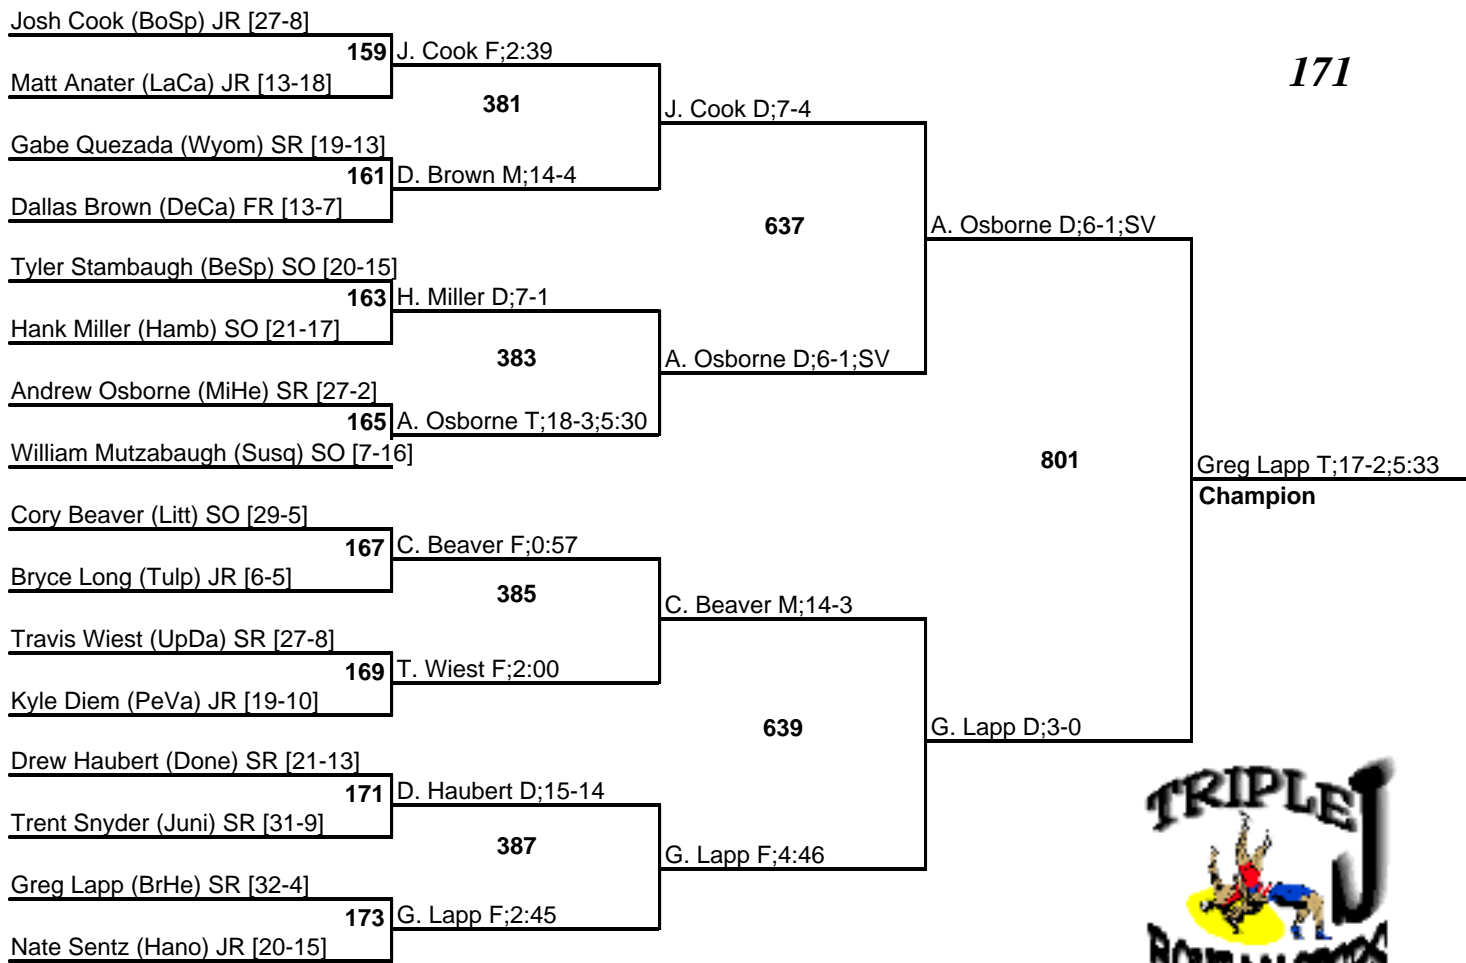 Josh Cook (BoSp) JR [27-8]
159 J. Cook F;2:39
171
Matt Anater (LaCa) JR [13-18]
381
J. Cook D;7-4
Gabe Quezada (Wyom) SR [19-13]
161 D. Brown M;14-4
Dallas Brown (DeCa) FR [13-7]
637
A. Osborne D;6-1;SV
Tyler Stambaugh (BeSp) SO [20-15]
163 H. Miller D;7-1
Hank Miller (Hamb) SO [21-17]
383
A. Osborne D;6-1;SV
Andrew Osborne (MiHe) SR [27-2]
165 A. Osborne T;18-3;5:30
William Mutzabaugh (Susq) SO [7-16]
801
Greg Lapp T;17-2;5:33
Champion
Cory Beaver (Litt) SO [29-5]
167 C. Beaver F;0:57
Bryce Long (Tulp) JR [6-5]
385
C. Beaver M;14-3
Travis Wiest (UpDa) SR [27-8]
169 T. Wiest F;2:00
Kyle Diem (PeVa) JR [19-10]
639
G. Lapp D;3-0
Drew Haubert (Done) SR [21-13]
171 D. Haubert D;15-14
Trent Snyder (Juni) SR [31-9]
387
G. Lapp F;4:46
Greg Lapp (BrHe) SR [32-4]
173 G. Lapp F;2:45
Nate Sentz (Hano) JR [20-15]
TRIPLE J